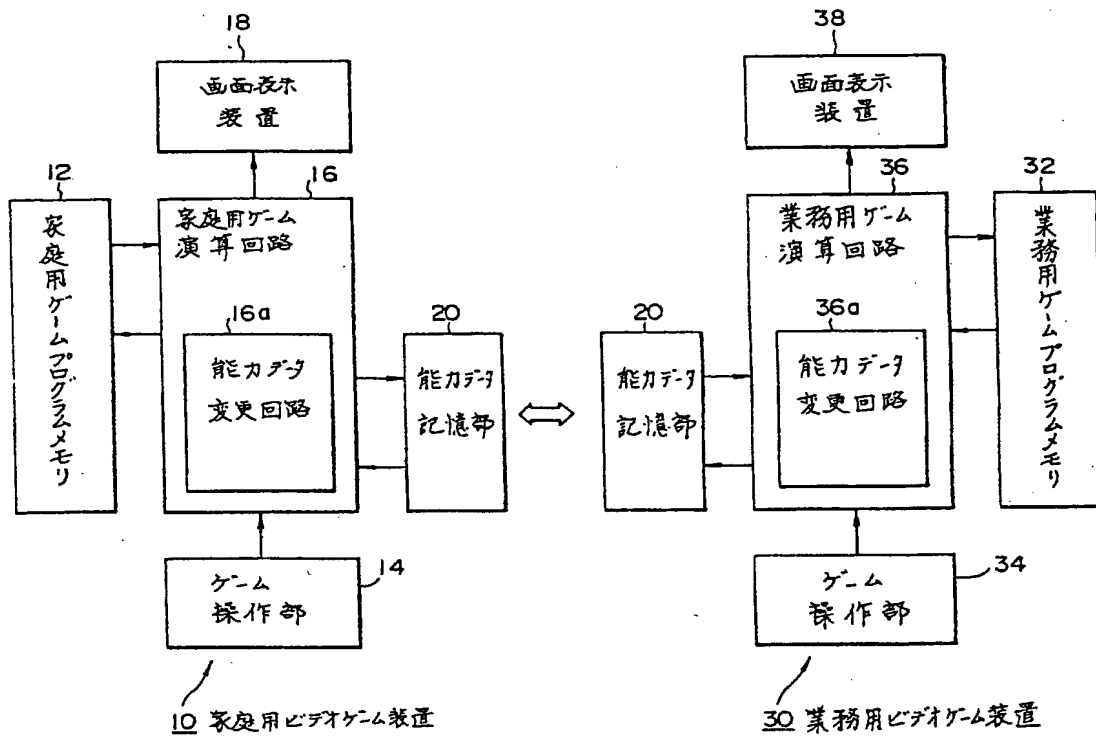 18
画面表示
装置
12
16
家庭用ゲームプログラムメモリ
家庭用ゲーム
演算回路
16a
能力データ
変更回路
20
能力データ
記憶部
14
ゲーム
操作部
10 家庭用ビデオゲーム装置
38
画面表示
装置
36
32
業務用ゲーム
演算回路
業務用ゲームプログラムメモリ
20
能力データ
記憶部
36a
能力データ
変更回路
34
ゲーム
操作部
30 業務用ビデオゲーム装置